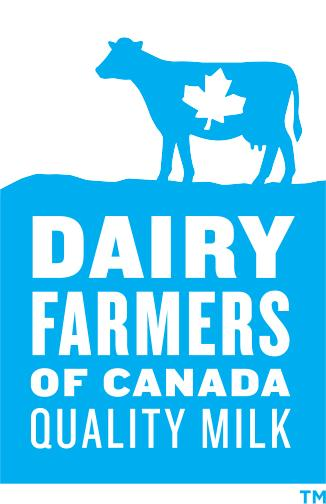 DAIRY
FARMERS
OF CANADA
QUALITY MILK
TM